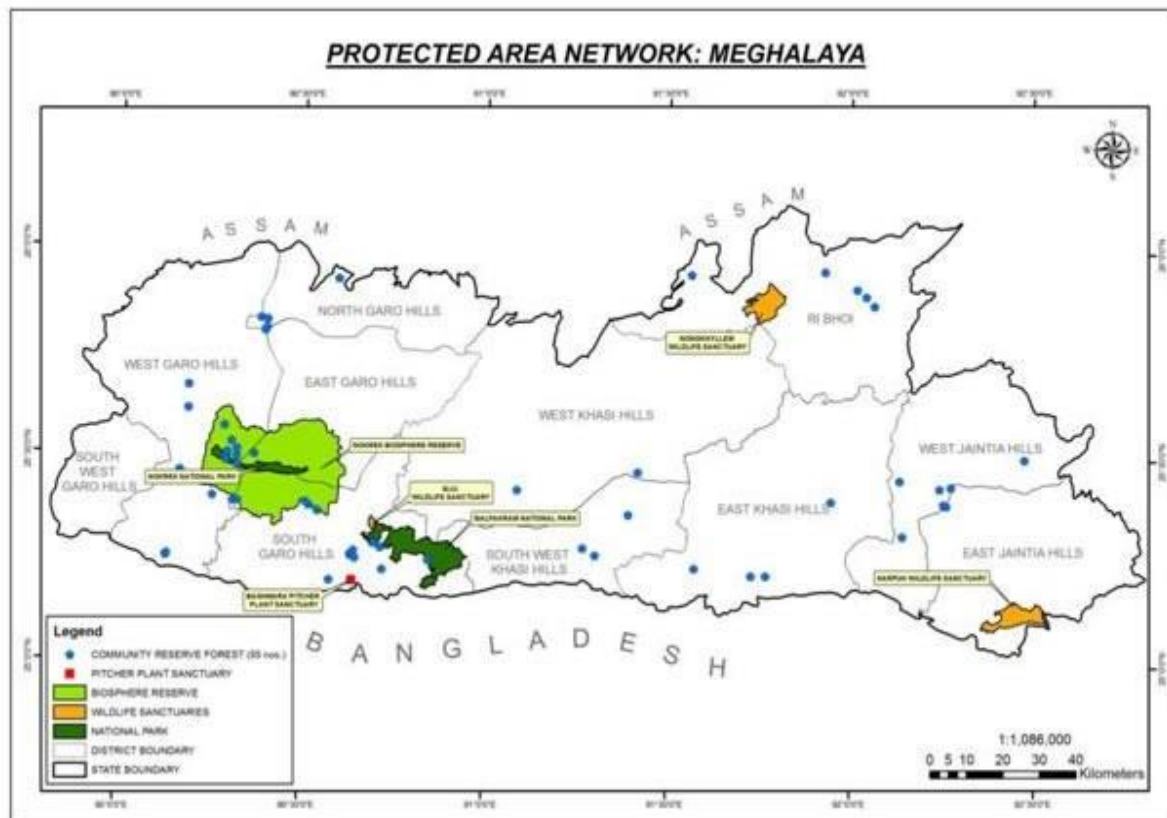 PROTECTED AREA NETWORK: MEGHALAYA
N
W
E
S
ASSAM
ASSAM
NORTH GARO HILLS
RI BHOI
NONGKHYLLEM
WILDLIFE SANCTUARY
WEST GARO HILLS
EAST GARO HILLS
WEST KHASI HILLS
WEST JAINTIA HILLS
NOKREK BIOSPHERE RESERVE
SOUTH
WEST
GARO HILLS
NOKREK NATIONAL PARK
WILDLIFE SANCTUARY
BALPAKRAM NATIONAL PARK
EAST KHASI HILLS
SOUTH
GARO HILLS
SOUTH WEST
KHASI HILLS
EAST JAINTIA HILLS
NARPUH WILDLIFE SANCTUARY
BAGHMARA PITCHER
PLANT SANCTUARY
BANGLADESH
Legend
COMMUNITY RESERVE FOREST (55 nos.)
PITCHER PLANT SANCTUARY
BIOSPHERE RESERVE
WILDLIFE SANCTUARIES
NATIONAL PARK
DISTRICT BOUNDARY
STATE BOUNDARY
1:1,086,000
0 5 10 20 30 40
Kilometers